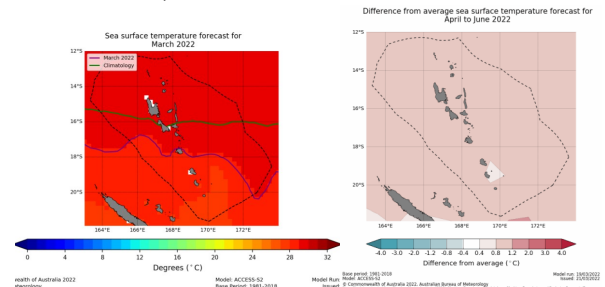 Sea surface temperature forecast for
March 2022
12°S
March 2022
Climatology
14°S
16°S
18°S
20°S
164°E 166°E 168°E 170°E 172°E
0 4 8 12 16 20 24 28 32
Degrees (°C)
ealth of Australia 2022
Model: ACCESS-S2
Model Run:
Base Period: 1981-2018
Issued:
Difference from average sea surface temperature forecast for
April to June 2022
12°S
14°S
16°S
18°S
20°S
164°E 166°E 168°E 170°E 172°E
-4.0 -3.0 -2.0 -1.2 -0.8 -0.4 0.4 0.8 1.2 2.0 3.0 4.0
Difference from average (°C)
Base period: 1981-2018
Model: ACCESS-S2
© Commonwealth of Australia 2022, Australian Bureau of Meteorology
Model run: 19/03/2022
Issued: 21/03/2022